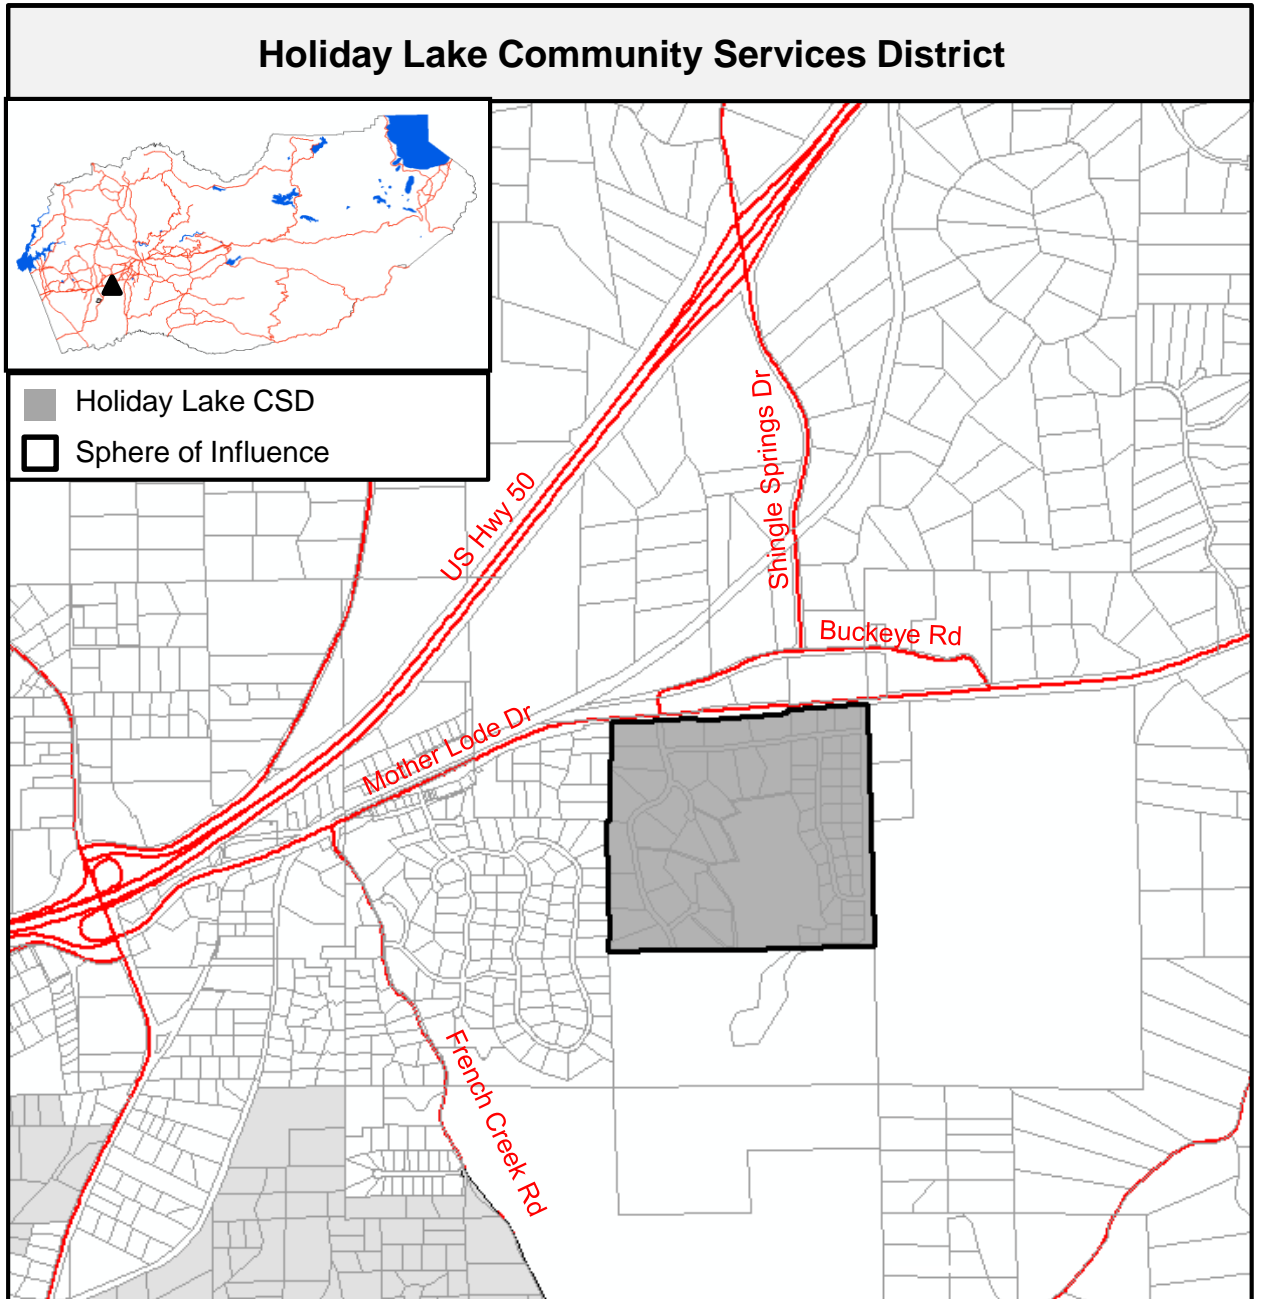 Holiday Lake Community Services District
Holiday Lake CSD
Sphere of Influence
US Hwy 50
Shingle Springs Dr
Buckeye Rd
Mother Lode Dr
French Creek Rd